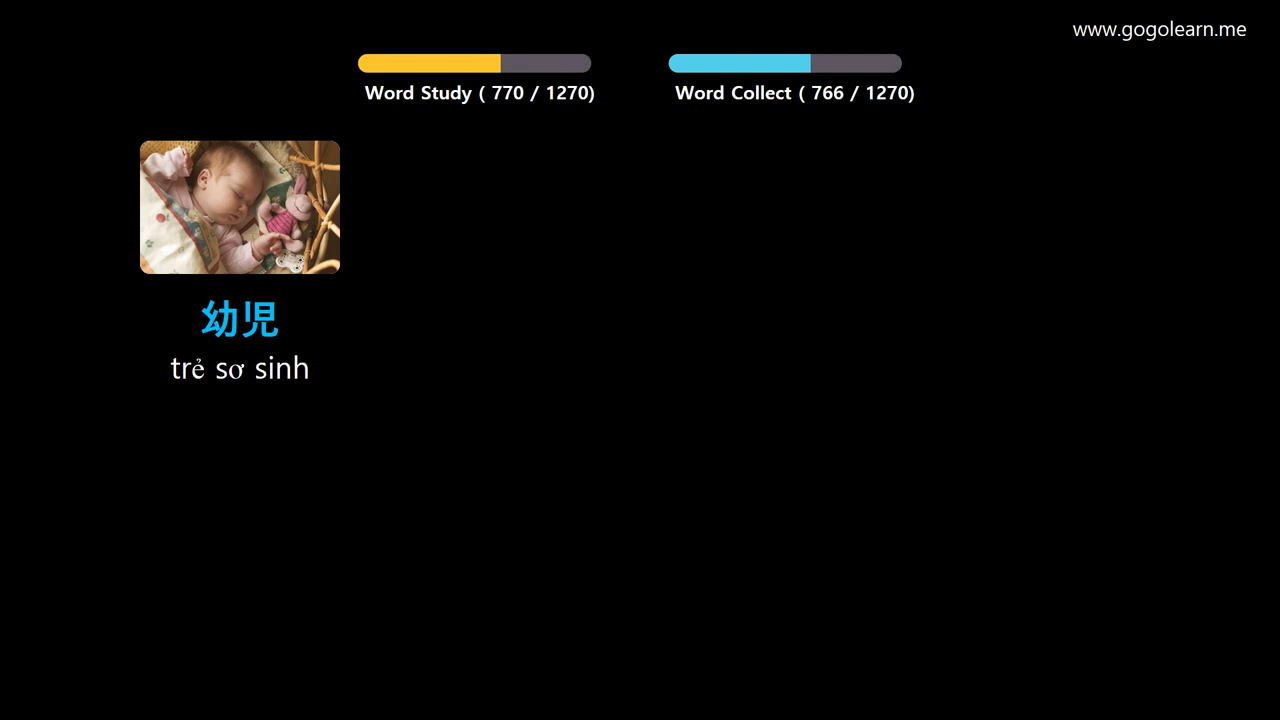 www.gogolearn.me
Word Study ( 770 / 1270)
Word Collect ( 766 / 1270)
幼児
trẻ sơ sinh